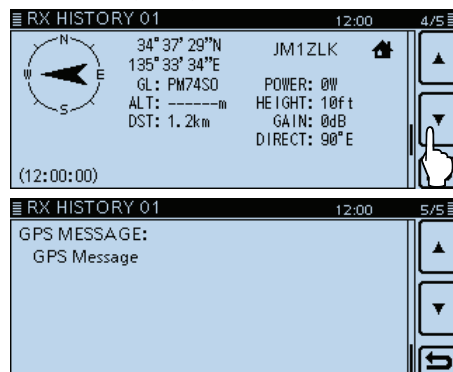 RX HISTORY 01 12:00 4/5
N
W E
S
34°37'29"N
135°33'34"E
GL: PM74SO
ALT: ------m
DST: 1.2km
JM1ZLK
POWER: 0W
HEIGHT: 10ft
GAIN: 0dB
DIRECT: 90°E
(12:00:00)
RX HISTORY 01 12:00 5/5
GPS MESSAGE:
GPS Message